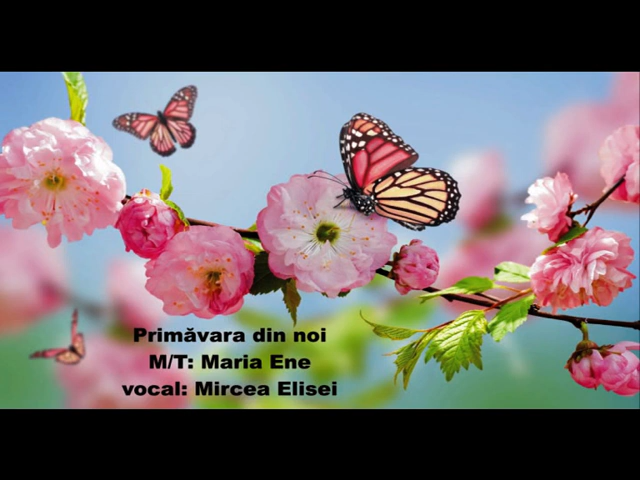 Primăvara din noi
M/T: Maria Ene
vocal: Mircea Elisei